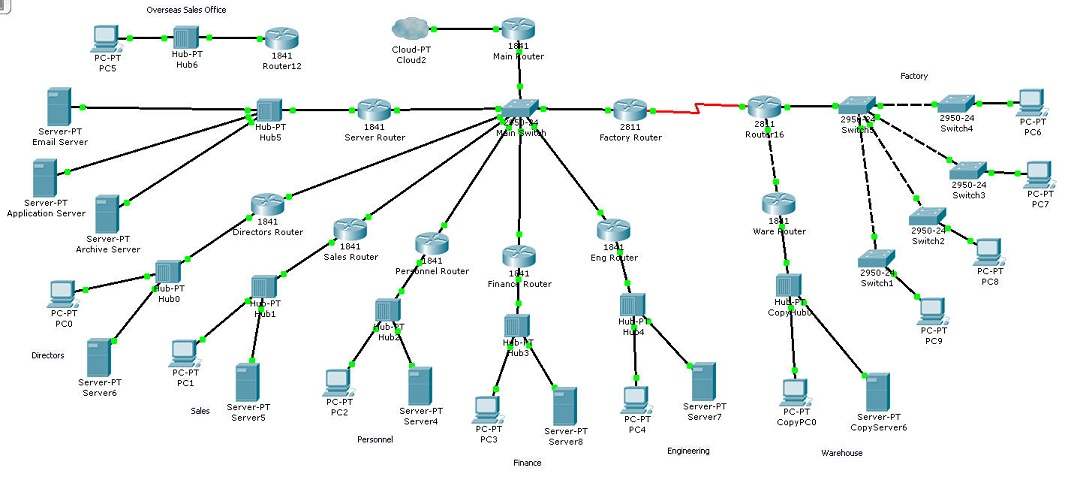 Overseas Sales Office
PC-PT
PC5
Hub-PT
Hub6
1841
Router12
Cloud-PT
Cloud2
1841
Main Router
Factory
Server-PT
Email Server
Hub-PT
Hub5
1841
Server Router
2950-24
Main Switch
2811
Factory Router
2811
Router16
2950-24
Switch5
2950-24
Switch4
PC-PT
PC6
Server-PT
Application Server
Server-PT
Archive Server
1841
Directors Router
1841
Sales Router
1841
Personnel Router
1841
Finance Router
1841
Eng Router
1841
Ware Router
2950-24
Switch3
PC-PT
PC7
2950-24
Switch2
PC-PT
PC8
2950-24
Switch1
PC-PT
PC9
Hub-PT
Hub0
Hub-PT
Hub1
Hub-PT
Hub2
Hub-PT
Hub3
Hub-PT
Hub4
Hub-PT
CopyHub0
PC-PT
PC0
Directors
Server-PT
Server6
PC-PT
PC1
Sales
Server-PT
Server5
PC-PT
PC2
Server-PT
Server4
Personnel
PC-PT
PC3
Server-PT
Server8
Finance
PC-PT
PC4
Server-PT
Server7
Engineering
PC-PT
CopyPC0
Server-PT
CopyServer6
Warehouse